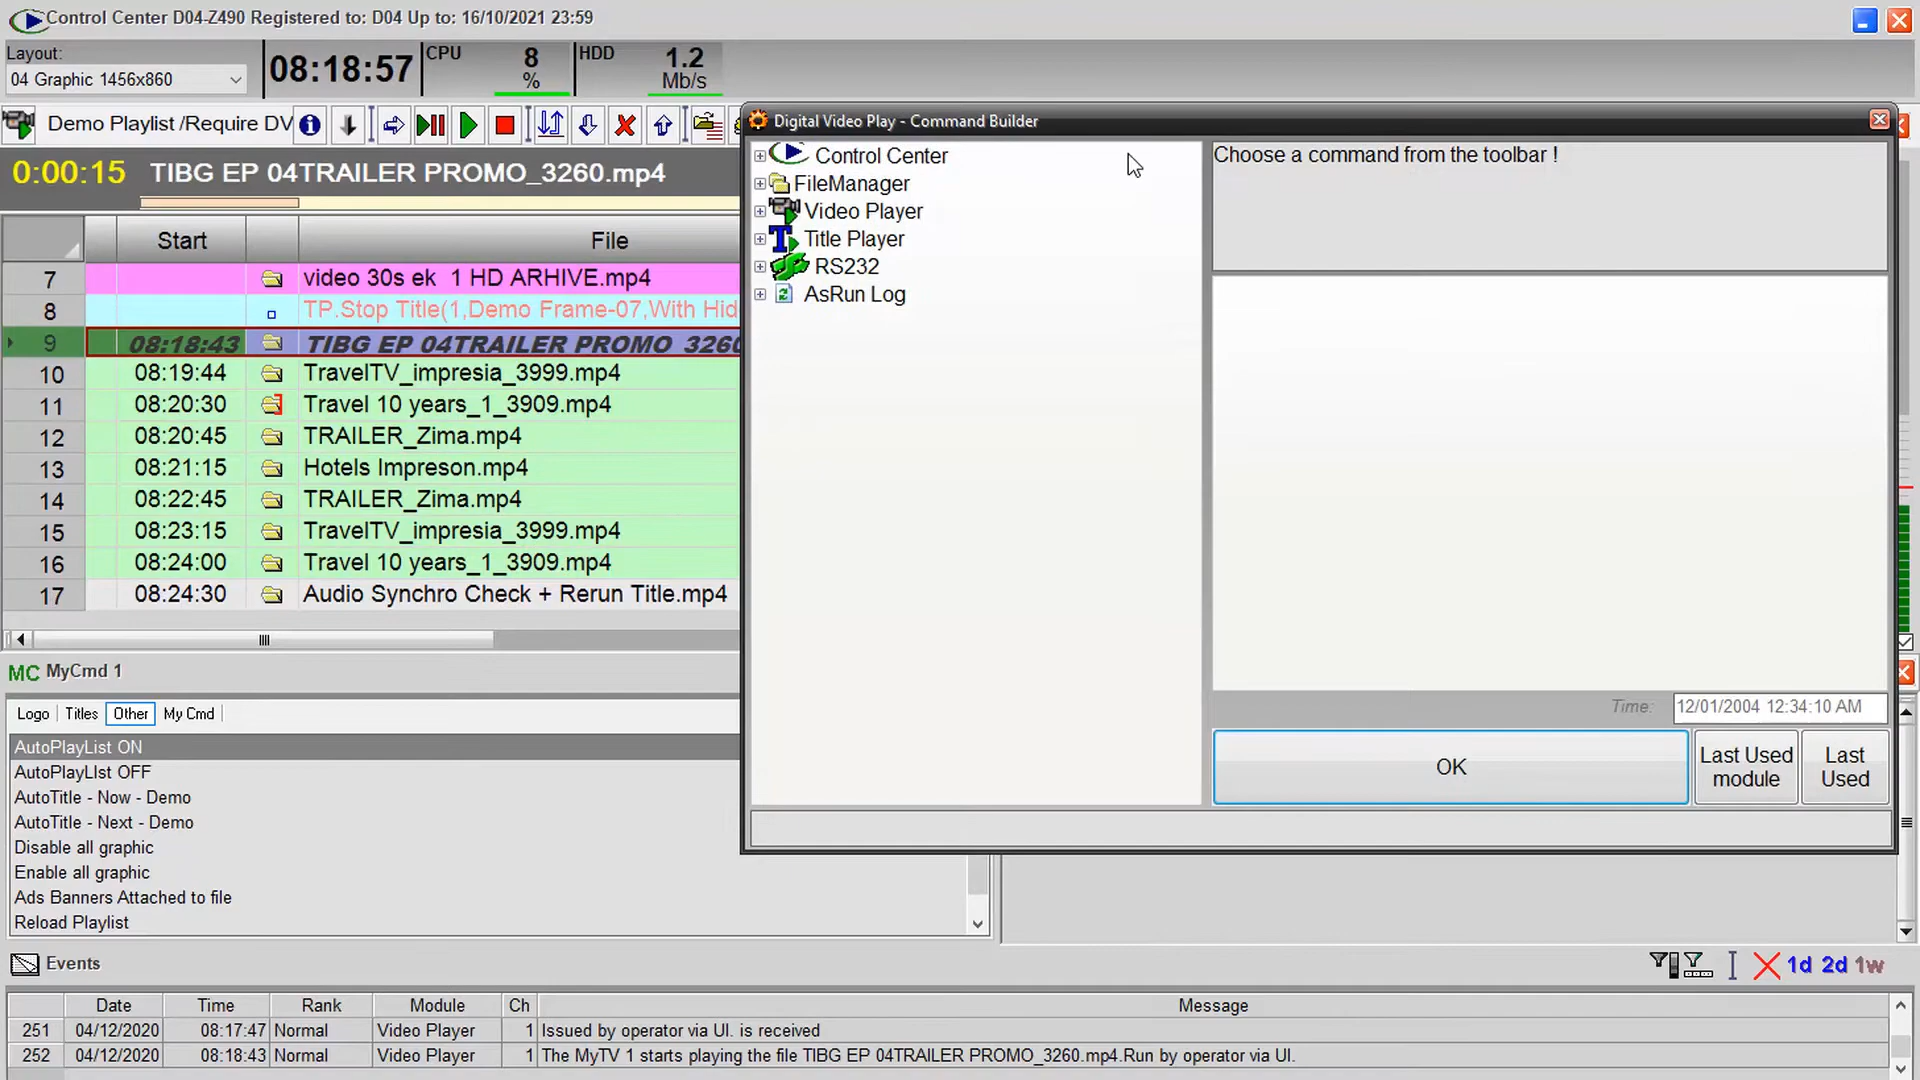 Control Center D04-Z490 Registered to: D04 Up to: 16/10/2021 23:59
Layout:
04 Graphic 1456x860
08:18:57
CPU 8 %
HDD 1.2 Mb/s
Demo Playlist /Require DV
0:00:15 TIBG EP 04TRAILER PROMO_3260.mp4
Start File
7 video 30s ek 1 HD ARHIVE.mp4
8 TP.Stop Title(1,Demo Frame-07,With Hid
9 08:18:43 TIBG EP 04TRAILER PROMO_3260
10 08:19:44 TravelTV_impresia_3999.mp4
11 08:20:30 Travel 10 years_1_3909.mp4
12 08:20:45 TRAILER_Zima.mp4
13 08:21:15 Hotels Impreson.mp4
14 08:22:45 TRAILER_Zima.mp4
15 08:23:15 TravelTV_impresia_3999.mp4
16 08:24:00 Travel 10 years_1_3909.mp4
17 08:24:30 Audio Synchro Check + Rerun Title.mp4
Digital Video Play - Command Builder
Control Center
FileManager
Video Player
Title Player
RS232
AsRun Log
Choose a command from the toolbar !
Time: 12/01/2004 12:34:10 AM
OK
Last Used module
Last Used
MC MyCmd 1
Logo Titles Other My Cmd
AutoPlayList ON
AutoPlayLIst OFF
AutoTitle - Now - Demo
AutoTitle - Next - Demo
Disable all graphic
Enable all graphic
Ads Banners Attached to file
Reload Playlist
Events
1d 2d 1w
Date Time Rank Module Ch Message
251 04/12/2020 08:17:47 Normal Video Player 1 Issued by operator via UI. is received
252 04/12/2020 08:18:43 Normal Video Player 1 The MyTV 1 starts playing the file TIBG EP 04TRAILER PROMO_3260.mp4.Run by operator via UI.